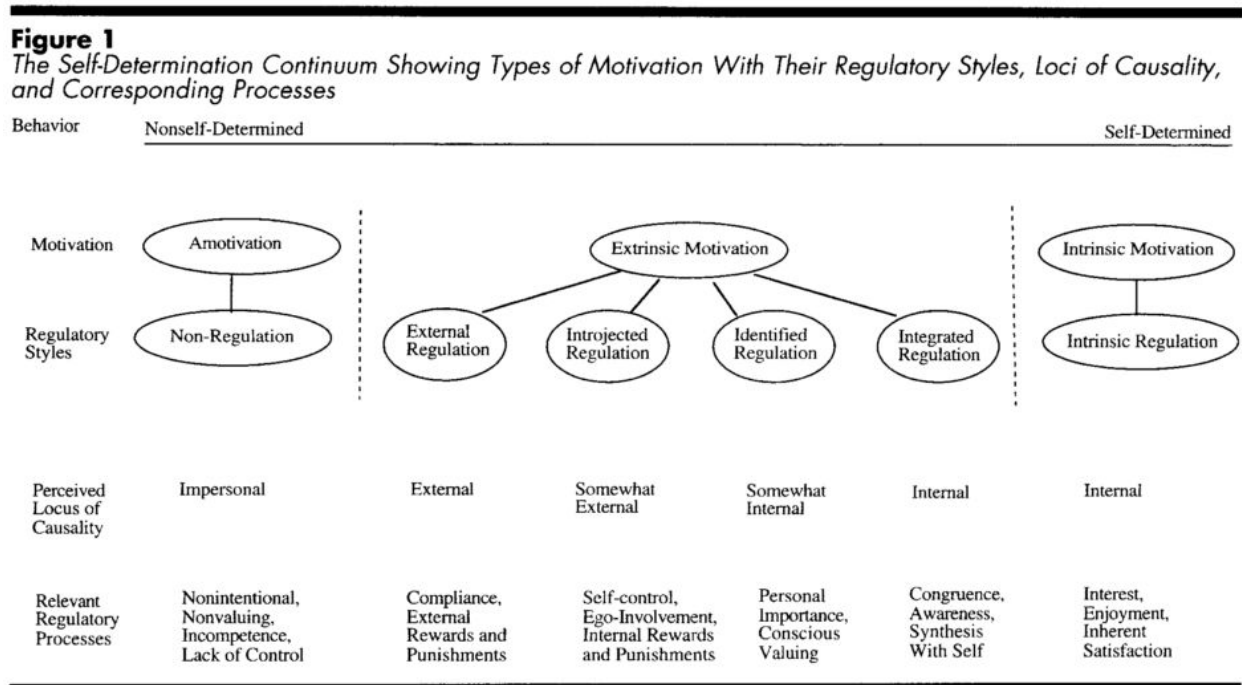 Figure 1
The Self-Determination Continuum Showing Types of Motivation With Their Regulatory Styles, Loci of Causality,
and Corresponding Processes
Behavior Nonself-Determined Self-Determined
Motivation Amotivation Extrinsic Motivation Intrinsic Motivation
Regulatory
Styles
Non-Regulation
External
Regulation
Introjected
Regulation
Identified
Regulation
Integrated
Regulation
Intrinsic Regulation
Perceived
Locus of
Causality
Impersonal
External
Somewhat
External
Somewhat
Internal
Internal
Internal
Relevant
Regulatory
Processes
Nonintentional,
Nonvaluing,
Incompetence,
Lack of Control
Compliance,
External
Rewards and
Punishments
Self-control,
Ego-Involvement,
Internal Rewards
and Punishments
Personal
Importance,
Conscious
Valuing
Congruence,
Awareness,
Synthesis
With Self
Interest,
Enjoyment,
Inherent
Satisfaction